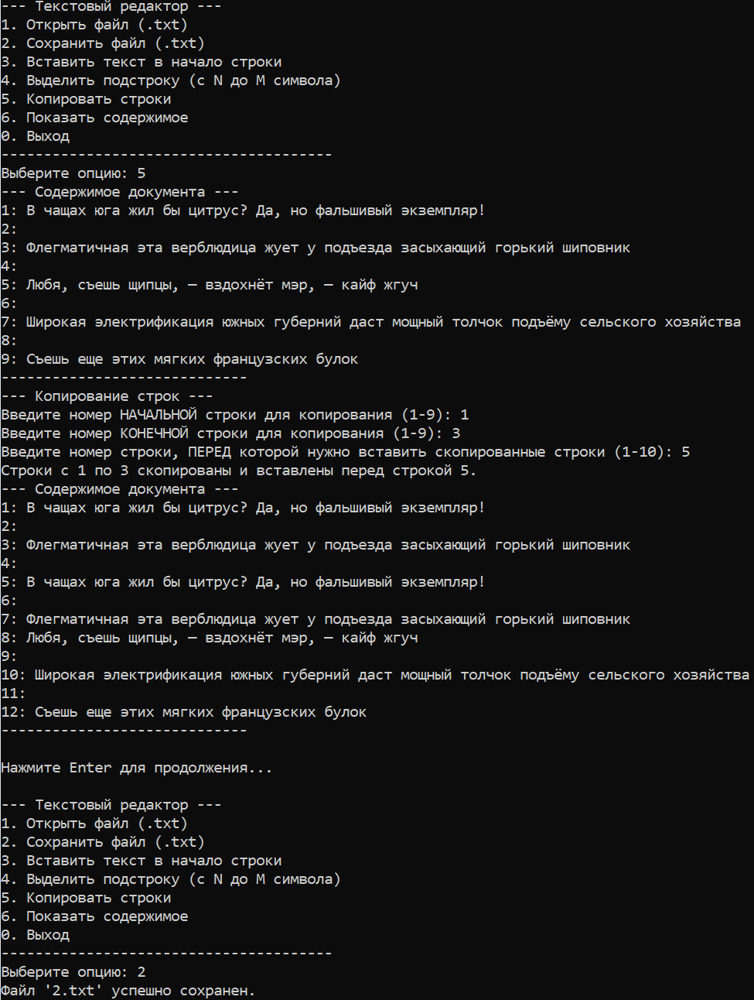 --- Текстовый редактор ---
1. Открыть файл (.txt)
2. Сохранить файл (.txt)
3. Вставить текст в начало строки
4. Выделить подстроку (с N до M символа)
5. Копировать строки
6. Показать содержимое
0. Выход
---------------------------------------
Выберите опцию: 5
--- Содержимое документа ---
1: В чащах юга жил бы цитрус? Да, но фальшивый экземпляр!
2:
3: Флегматичная эта верблюдица жует у подъезда засыхающий горький шиповник
4:
5: Любя, съешь щипцы, — вздохнёт мэр, — кайф жгуч
6:
7: Широкая электрификация южных губерний даст мощный толчок подъёму сельского хозяйства
8:
9: Съешь еще этих мягких французских булок
-----------------------------
--- Копирование строк ---
Введите номер НАЧАЛЬНОЙ строки для копирования (1-9): 1
Введите номер КОНЕЧНОЙ строки для копирования (1-9): 3
Введите номер строки, ПЕРЕД которой нужно вставить скопированные строки (1-10): 5
Строки с 1 по 3 скопированы и вставлены перед строкой 5.
--- Содержимое документа ---
1: В чащах юга жил бы цитрус? Да, но фальшивый экземпляр!
2:
3: Флегматичная эта верблюдица жует у подъезда засыхающий горький шиповник
4:
5: В чащах юга жил бы цитрус? Да, но фальшивый экземпляр!
6:
7: Флегматичная эта верблюдица жует у подъезда засыхающий горький шиповник
8: Любя, съешь щипцы, — вздохнёт мэр, — кайф жгуч
9:
10: Широкая электрификация южных губерний даст мощный толчок подъёму сельского хозяйства
11:
12: Съешь еще этих мягких французских булок
-----------------------------
Нажмите Enter для продолжения...
--- Текстовый редактор ---
1. Открыть файл (.txt)
2. Сохранить файл (.txt)
3. Вставить текст в начало строки
4. Выделить подстроку (с N до M символа)
5. Копировать строки
6. Показать содержимое
0. Выход
---------------------------------------
Выберите опцию: 2
Файл '2.txt' успешно сохранен.